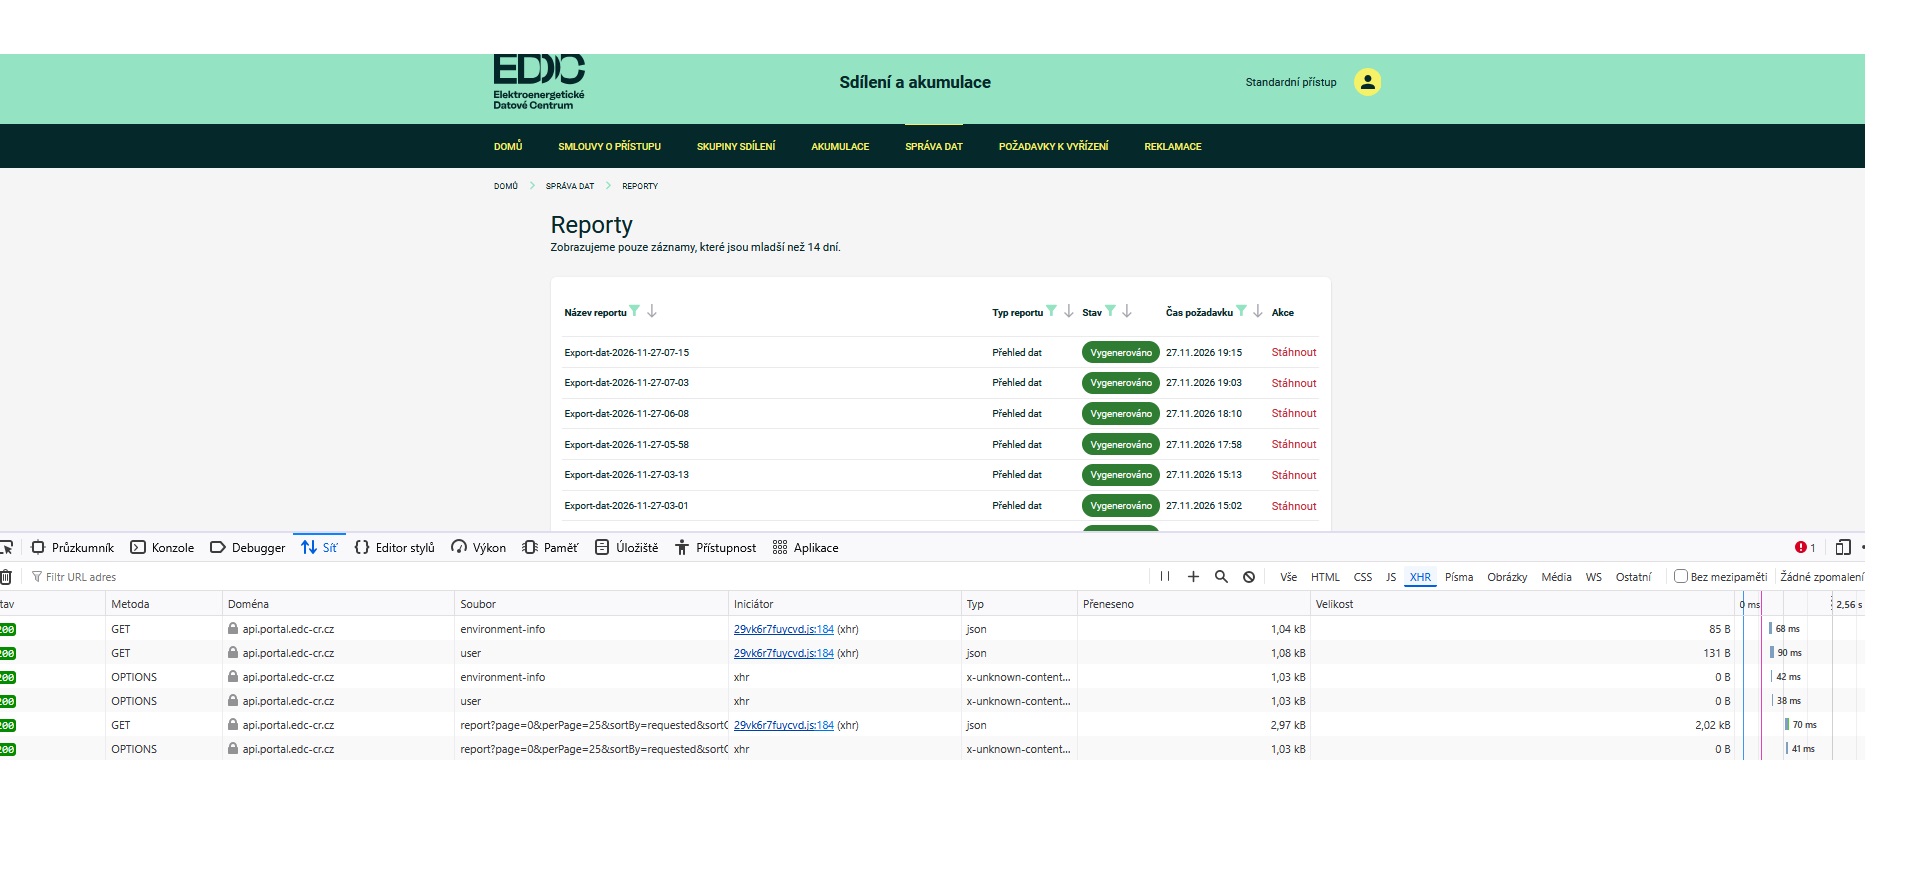 EDC
Elektroenergetické
Datové Centrum
Sdílení a akumulace
Standardní přístup
DOMŮ SMLOUVY O PŘÍSTUPU SKUPINY SDÍLENÍ AKUMULACE SPRÁVA DAT POŽADAVKY K VYŘÍZENÍ REKLAMACE
DOMŮ SPRÁVA DAT REPORTY
Reporty
Zobrazujeme pouze záznamy, které jsou mladší než 14 dní.
Název reportu Typ reportu Stav Čas požadavku Akce
Export-dat-2026-11-27-07-15 Přehled dat Vygenerováno 27.11.2026 19:15 Stáhnout
Export-dat-2026-11-27-07-03 Přehled dat Vygenerováno 27.11.2026 19:03 Stáhnout
Export-dat-2026-11-27-06-08 Přehled dat Vygenerováno 27.11.2026 18:10 Stáhnout
Export-dat-2026-11-27-05-58 Přehled dat Vygenerováno 27.11.2026 17:58 Stáhnout
Export-dat-2026-11-27-03-13 Přehled dat Vygenerováno 27.11.2026 15:13 Stáhnout
Export-dat-2026-11-27-03-01 Přehled dat Vygenerováno 27.11.2026 15:02 Stáhnout
Průzkumník Konzole Debugger Síť Editor stylů Výkon Paměť Úložiště Přístupnost Aplikace 1
Filtr URL adres Vše HTML CSS JS XHR Písma Obrázky Média WS Ostatní Bez mezipaměti Žádné zpomalení
tav Metoda Doména Soubor Iniciátor Typ Přeneseno Velikost 0 ms 2,56 s
200 GET api.portal.edc-cr.cz environment-info 29vk6r7fuycvd.js:184 (xhr) json 1,04 kB 85 B 68 ms
200 GET api.portal.edc-cr.cz user 29vk6r7fuycvd.js:184 (xhr) json 1,08 kB 131 B 90 ms
200 OPTIONS api.portal.edc-cr.cz environment-info xhr x-unknown-content... 1,03 kB 0 B 42 ms
200 OPTIONS api.portal.edc-cr.cz user xhr x-unknown-content... 1,03 kB 0 B 38 ms
200 GET api.portal.edc-cr.cz report?page=0&perPage=25&sortBy=requested&sortO 29vk6r7fuycvd.js:184 (xhr) json 2,97 kB 2,02 kB 70 ms
200 OPTIONS api.portal.edc-cr.cz report?page=0&perPage=25&sortBy=requested&sortO xhr x-unknown-content... 1,03 kB 0 B 41 ms